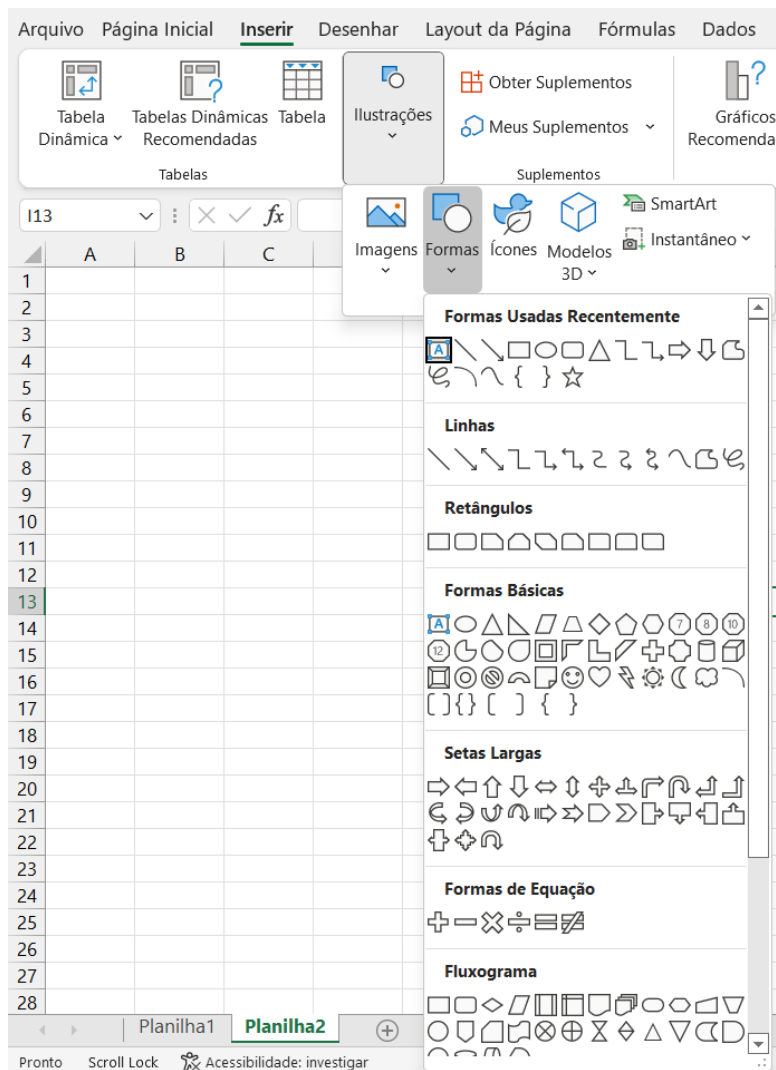 Arquivo Página Inicial Inserir Desenhar Layout da Página Fórmulas Dados
Tabela Dinâmica
Tabelas Dinâmicas Recomendadas
Tabela
Tabelas
Ilustrações
Obter Suplementos
Meus Suplementos
Suplementos
Gráficos
Recomenda
I13
fx
Imagens
Formas
Ícones
Modelos 3D
SmartArt
Instantâneo
A B C
1
2
3
4
5
6
7
8
9
10
11
12
13
14
15
16
17
18
19
20
21
22
23
24
25
26
27
28
Formas Usadas Recentemente
A
Linhas
Retângulos
Formas Básicas
A 7 8 10
12
Setas Largas
Formas de Equação
Fluxograma
Planilha1 Planilha2
Pronto Scroll Lock Acessibilidade: investigar